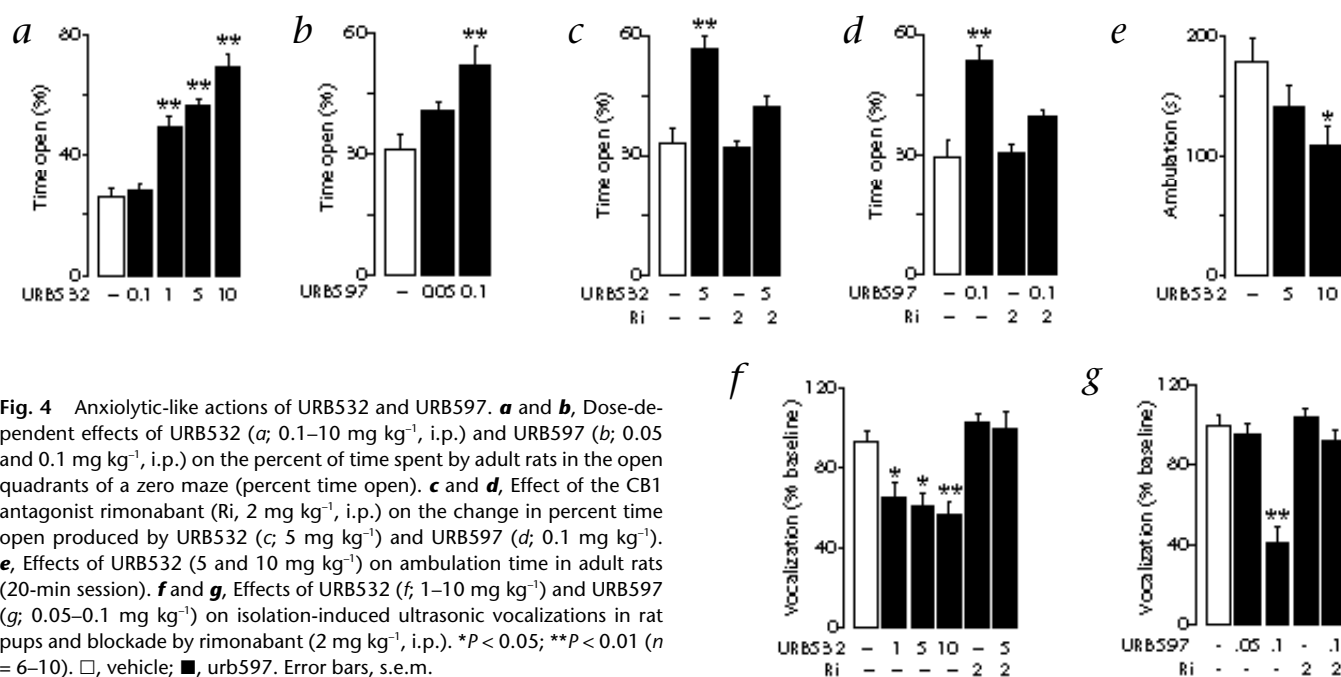 a
80
40
0
Time open (%)
**
**
**
URB532 – 0.1 1 5 10
b
60
30
0
Time open (%)
**
URB597 – 0.05 0.1
c
60
30
0
Time open (%)
**
URB532 – 5 – 5
Ri – – 2 2
d
60
30
0
Time open (%)
**
URB597 – 0.1 – 0.1
Ri – – 2 2
e
200
100
0
Ambulation (s)
*
URB532 – 5 10
Fig. 4 Anxiolytic-like actions of URB532 and URB597. a and b, Dose-de-
pendent effects of URB532 (a; 0.1–10 mg kg⁻¹, i.p.) and URB597 (b; 0.05
and 0.1 mg kg⁻¹, i.p.) on the percent of time spent by adult rats in the open
quadrants of a zero maze (percent time open). c and d, Effect of the CB1
antagonist rimonabant (Ri, 2 mg kg⁻¹, i.p.) on the change in percent time
open produced by URB532 (c; 5 mg kg⁻¹) and URB597 (d; 0.1 mg kg⁻¹).
e, Effects of URB532 (5 and 10 mg kg⁻¹) on ambulation time in adult rats
(20-min session). f and g, Effects of URB532 (f; 1–10 mg kg⁻¹) and URB597
(g; 0.05–0.1 mg kg⁻¹) on isolation-induced ultrasonic vocalizations in rat
pups and blockade by rimonabant (2 mg kg⁻¹, i.p.). *P < 0.05; **P < 0.01 (n
= 6–10). □, vehicle; ■, urb597. Error bars, s.e.m.
f
120
80
40
0
Vocalization (% baseline)
*
*
**
URB532 – 1 5 10 – 5
Ri – – – – 2 2
g
120
80
40
0
Vocalization (% baseline)
**
URB597 - .05 .1 - .1
Ri - - - 2 2